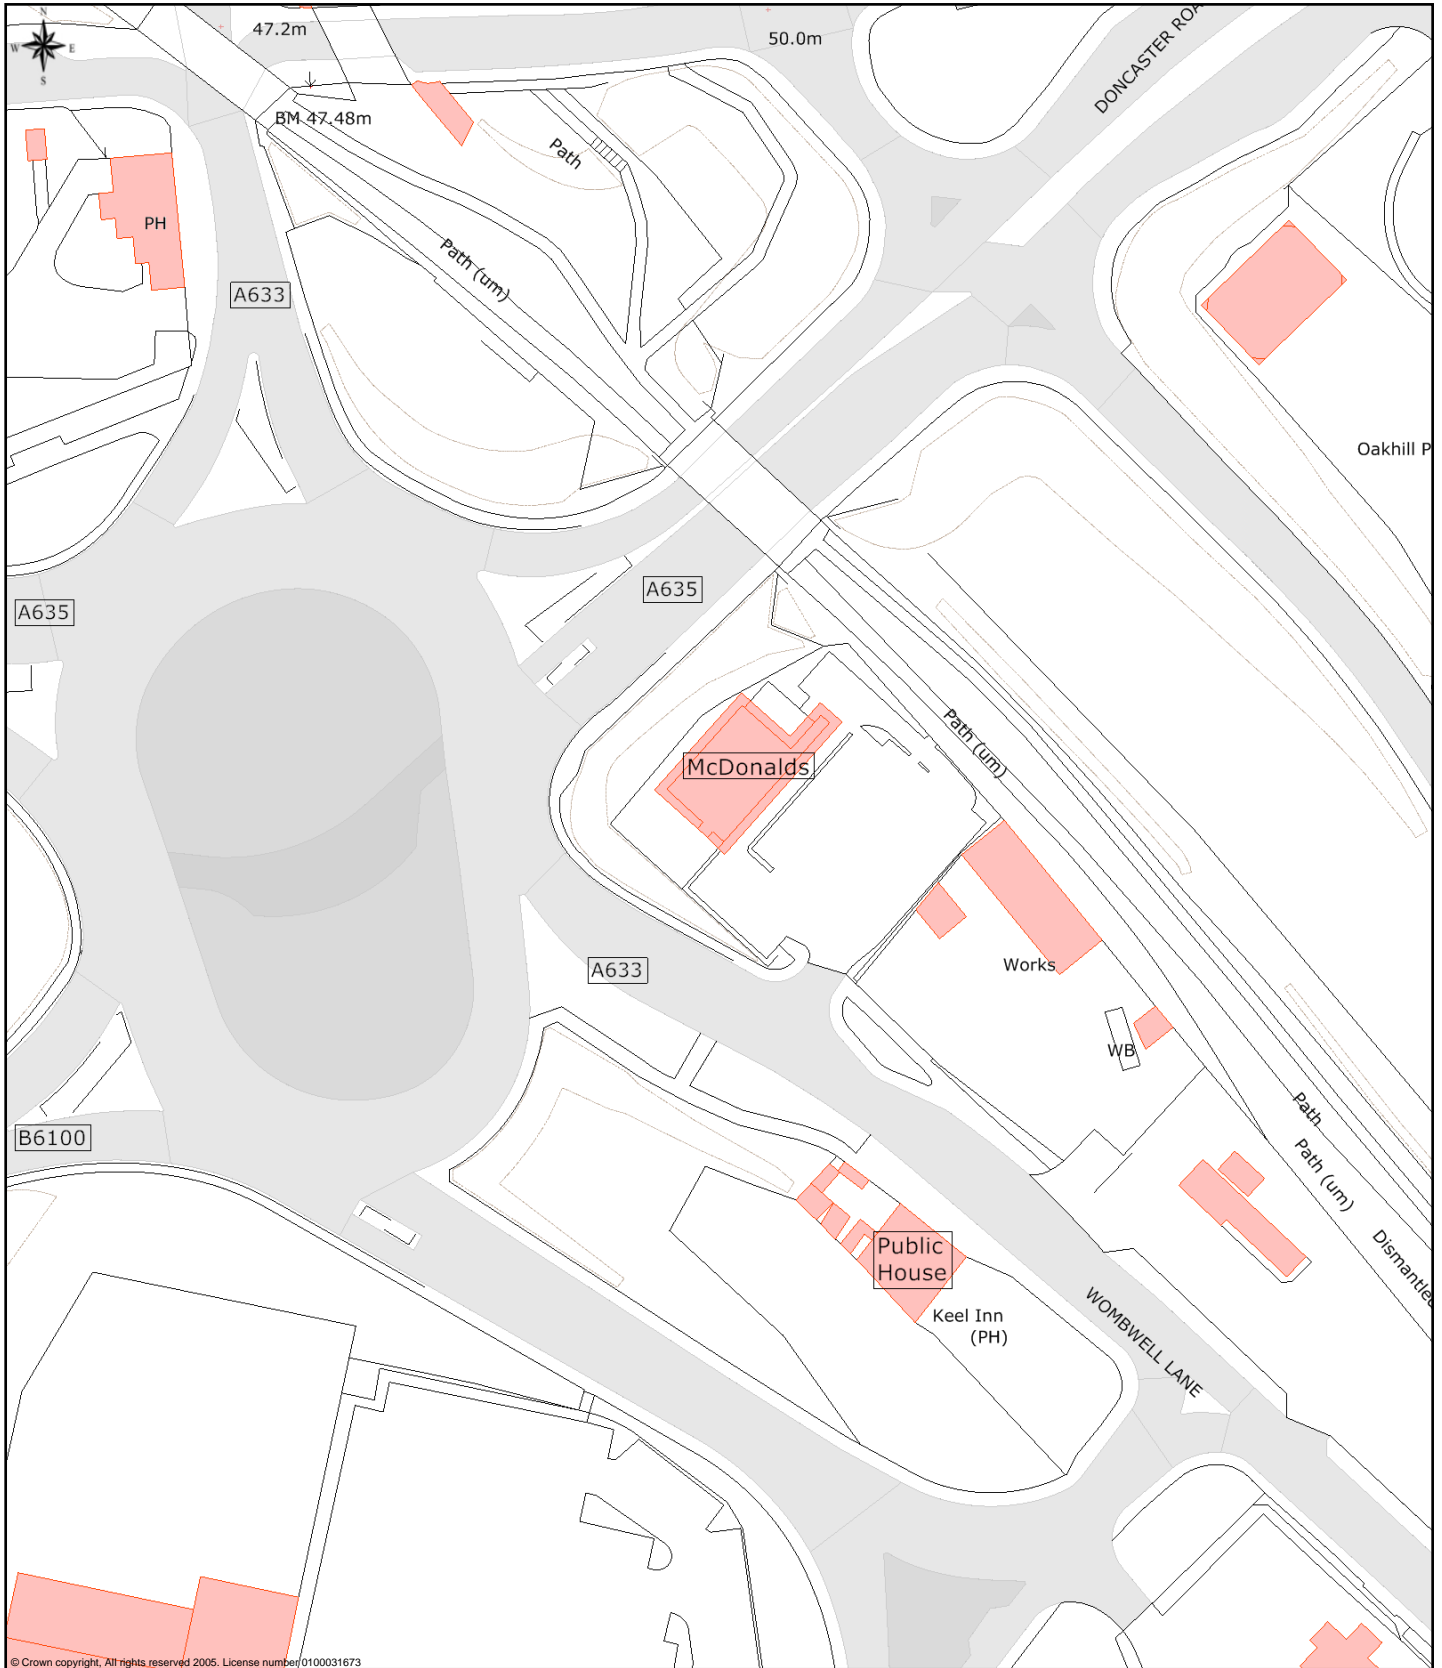 N
W E
S
47.2m
50.0m
DONCASTER ROA
BM 47.48m
Path
PH
Path (um)
A633
Oakhill P
A635
A635
Path (um)
McDonalds
A633
Works
WB
Path
B6100
Path (um)
Public
House
Dismantled
Keel Inn
(PH)
WOMBWELL LANE
© Crown copyright, All rights reserved 2005. License number 0100031673